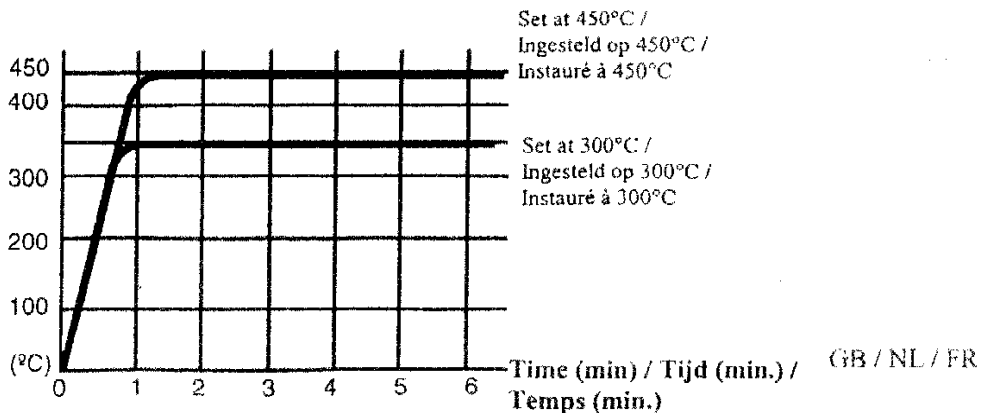 Set at 450°C /
Ingesteld op 450°C /
Instauré à 450°C
450
400
Set at 300°C /
300
Ingesteld op 300°C /
Instauré à 300°C
200
100
(ºC)
0 1 2 3 4 5 6
Time (min) / Tijd (min.) /
Temps (min.)
GB / NL / FR